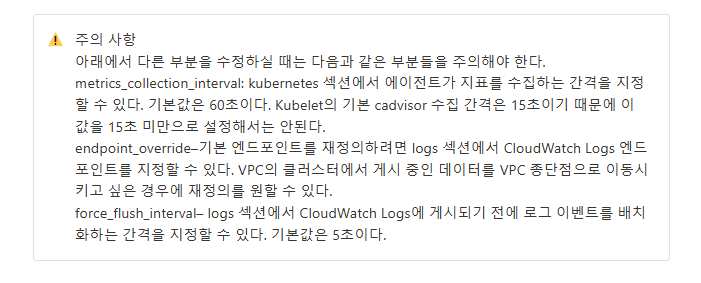 주의 사항
아래에서 다른 부분을 수정하실 때는 다음과 같은 부분들을 주의해야 한다.
metrics_collection_interval: kubernetes 섹션에서 에이전트가 지표를 수집하는 간격을 지정
할 수 있다. 기본값은 60초이다. Kubelet의 기본 cadvisor 수집 간격은 15초이기 때문에 이
값을 15초 미만으로 설정해서는 안된다.
endpoint_override–기본 엔드포인트를 재정의하려면 logs 섹션에서 CloudWatch Logs 엔드
포인트를 지정할 수 있다. VPC의 클러스터에서 게시 중인 데이터를 VPC 종단점으로 이동시
키고 싶은 경우에 재정의를 원할 수 있다.
force_flush_interval– logs 섹션에서 CloudWatch Logs에 게시되기 전에 로그 이벤트를 배치
화하는 간격을 지정할 수 있다. 기본값은 5초이다.